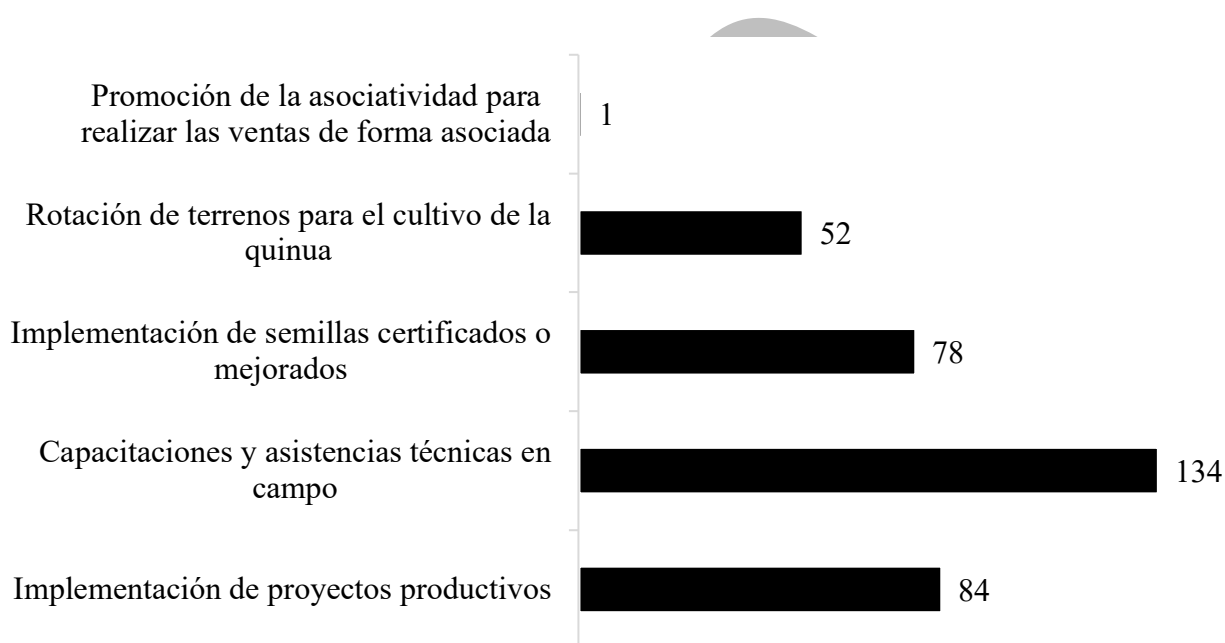 Promoción de la asociatividad para
realizar las ventas de forma asociada
1
Rotación de terrenos para el cultivo de la
quinua
52
Implementación de semillas certificados o
mejorados
78
Capacitaciones y asistencias técnicas en
campo
134
Implementación de proyectos productivos
84